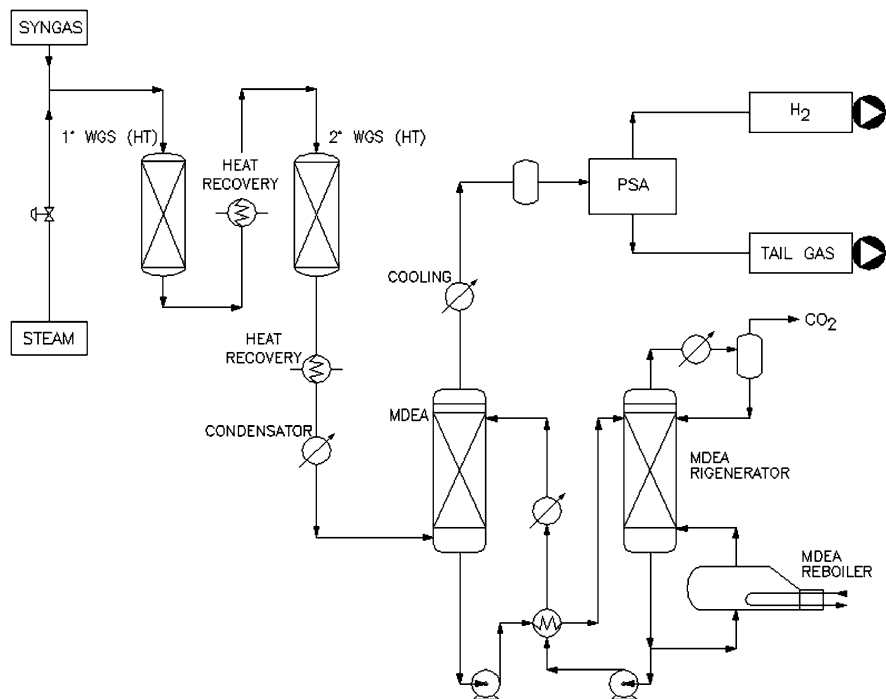 SYNGAS
1° WGS (HT)
2° WGS (HT)
HEAT
RECOVERY
H2
PSA
TAIL GAS
COOLING
STEAM
HEAT
RECOVERY
CO2
MDEA
CONDENSATOR
MDEA
RIGENERATOR
MDEA
REBOILER